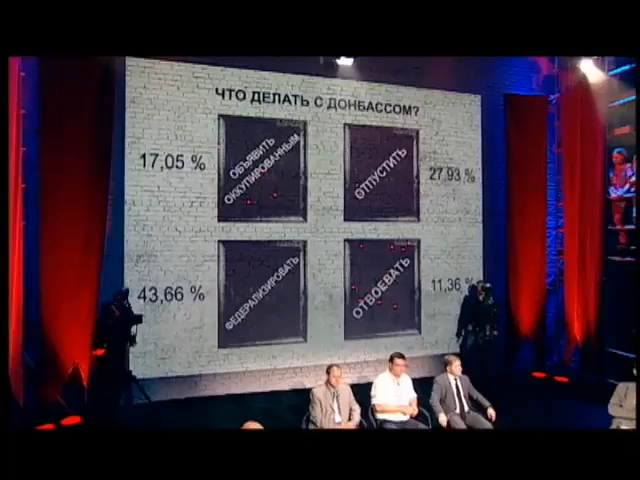 ЧТО ДЕЛАТЬ С ДОНБАССОМ?
17,05 %
ОБЪЯВИТЬ
ОККУПИРОВАННЫМ
ОТПУСТИТЬ
27,93 %
43,66 %
ФЕДЕРАЛИЗИРОВАТЬ
ОТВОЕВАТЬ
11,36 %